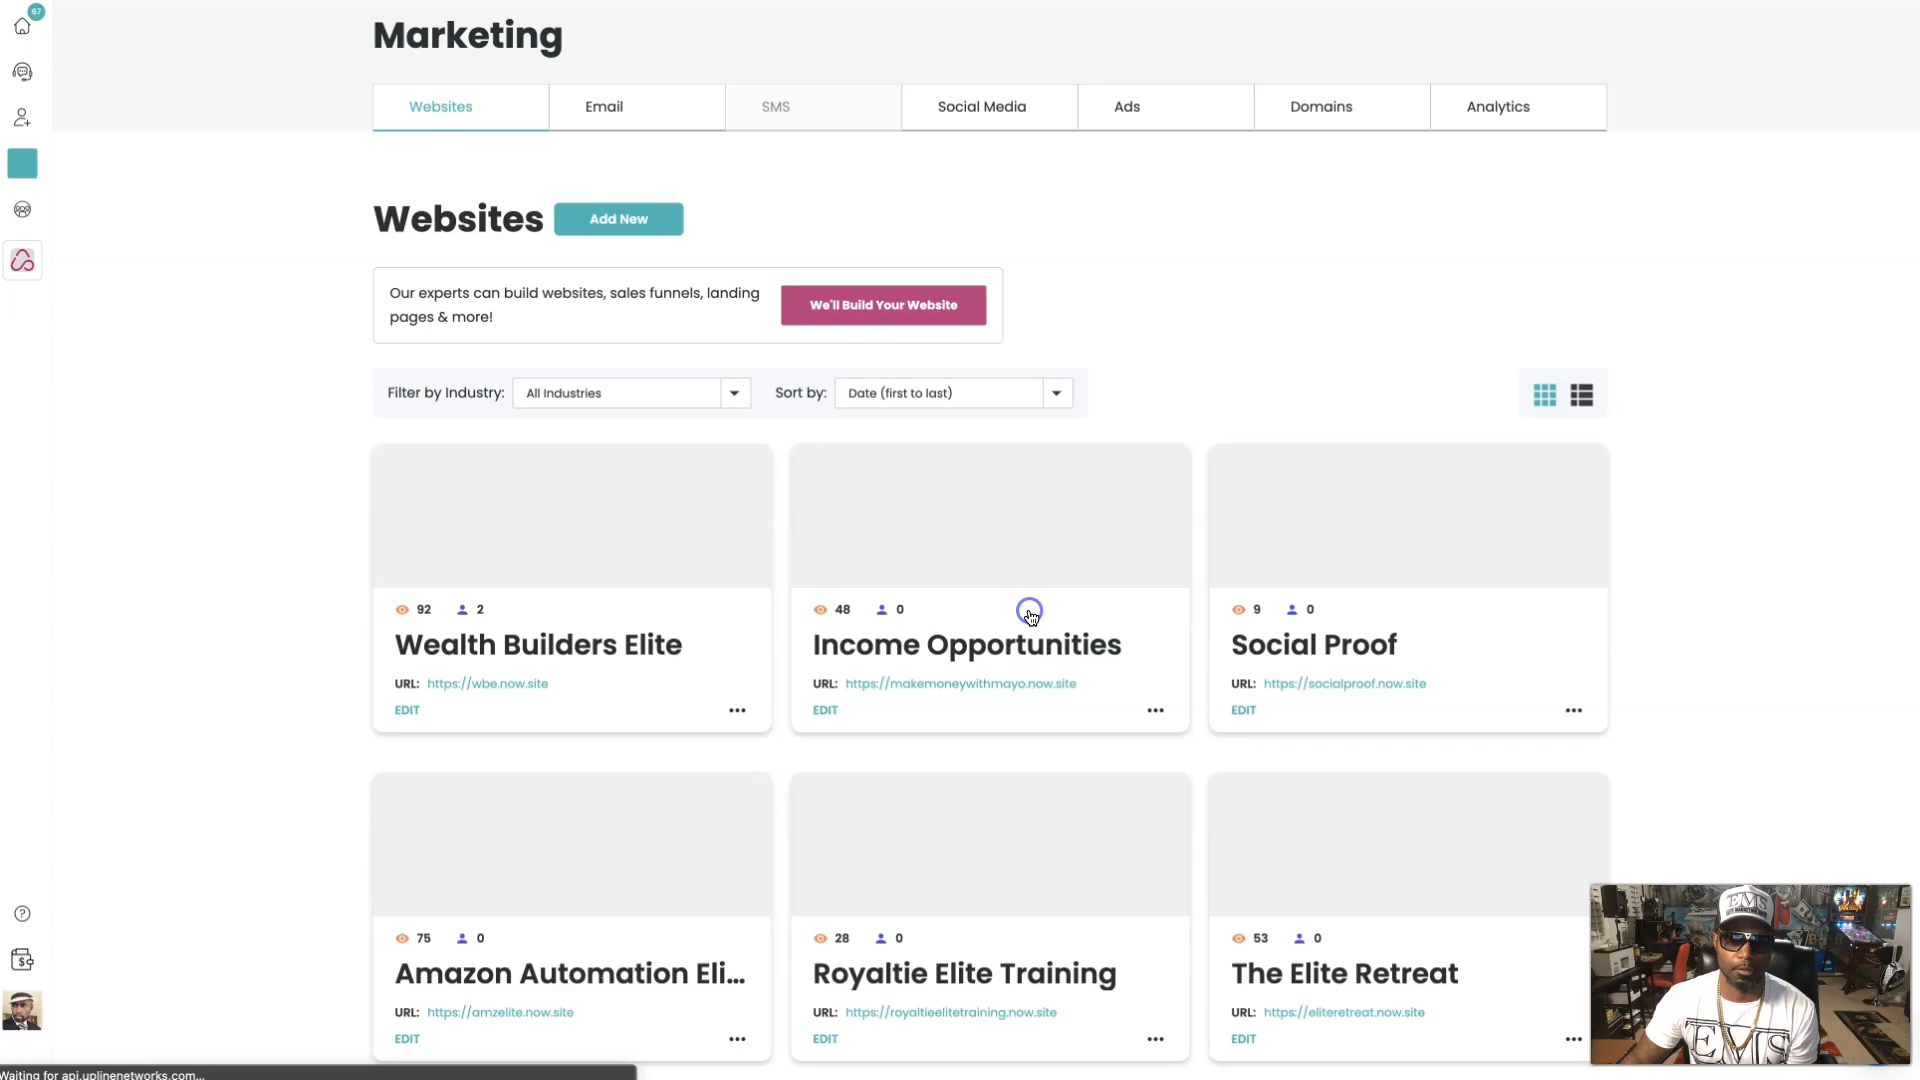 67
Marketing
Websites
Email
SMS
Social Media
Ads
Domains
Analytics
Websites
Add New
Our experts can build websites, sales funnels, landing
pages & more!
We'll Build Your Website
Filter by Industry:
All Industries
Sort by:
Date (first to last)
92
2
Wealth Builders Elite
URL: https://wbe.now.site
EDIT
48
0
Income Opportunities
URL: https://makemoneywithmayo.now.site
EDIT
9
0
Social Proof
URL: https://socialproof.now.site
EDIT
75
0
Amazon Automation Eli...
URL: https://amzelite.now.site
EDIT
28
0
Royaltie Elite Training
URL: https://royaltieelitetraining.now.site
EDIT
53
0
The Elite Retreat
URL: https://eliteretreat.now.site
EDIT
EMS
EMS
Waiting for api.uplinenetworks.com...